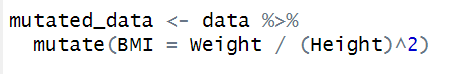 mutated_data <- data %>%
  mutate(BMI = Weight / (Height)^2)